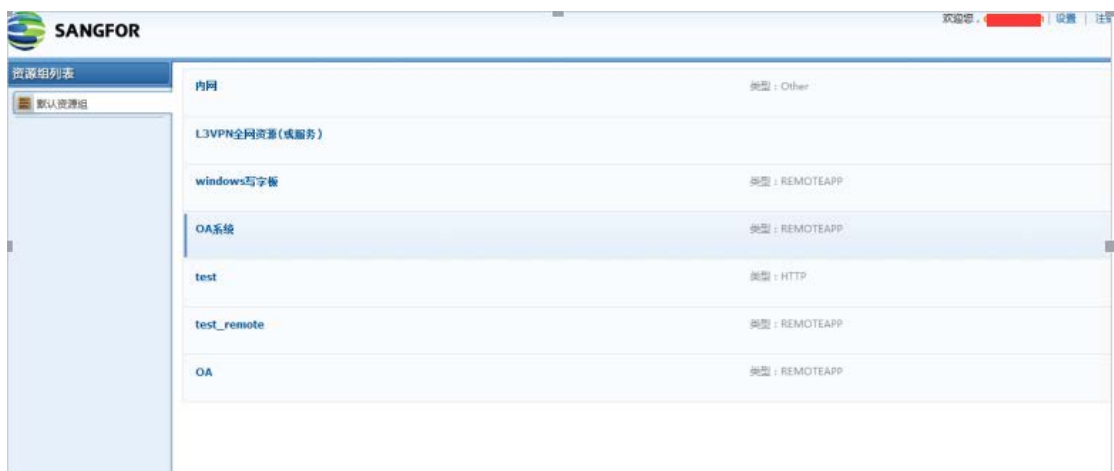 SANGFOR
欢迎您， | 设置 | 注
资源组列表
默认资源组
内网 类型：Other
L3VPN全网资源(或服务)
windows写字板 类型：REMOTEAPP
OA系统 类型：REMOTEAPP
test 类型：HTTP
test_remote 类型：REMOTEAPP
OA 类型：REMOTEAPP